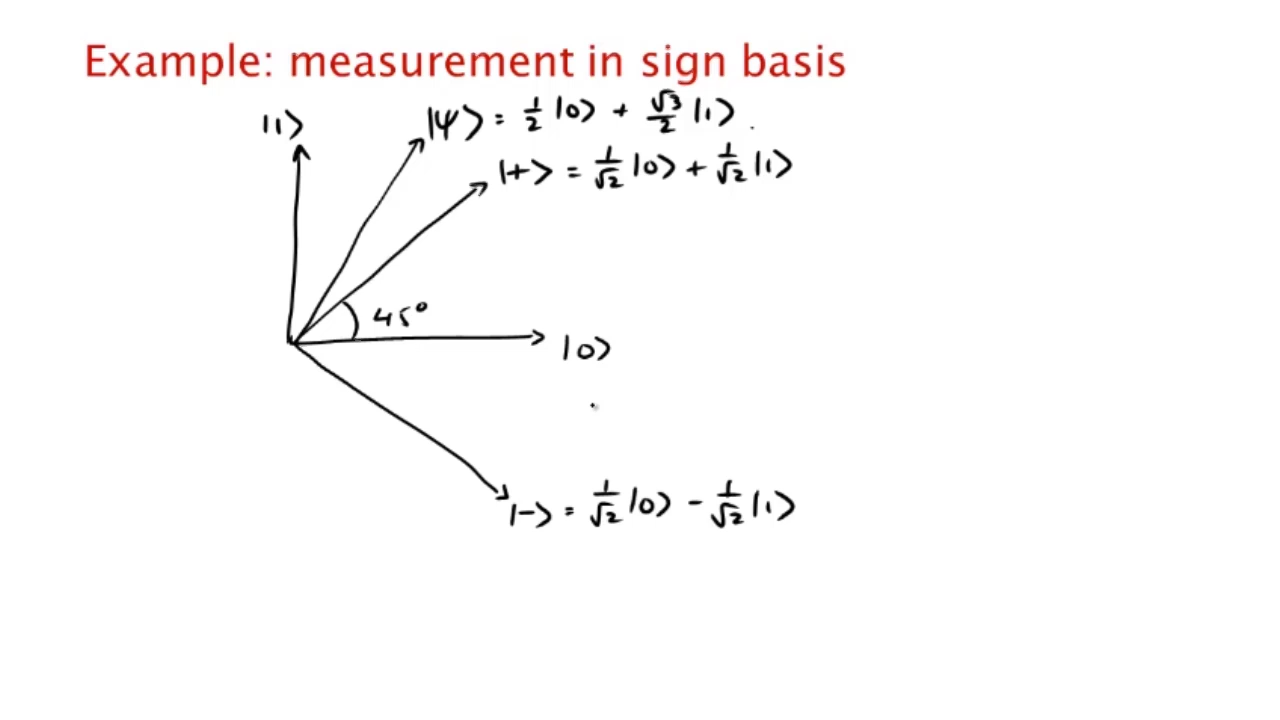 Example: measurement in sign basis
|1⟩
|ψ⟩ = 1/2 |0⟩ + √3/2 |1⟩
|+⟩ = 1/√2 |0⟩ + 1/√2 |1⟩
45°
|0⟩
|−⟩ = 1/√2 |0⟩ − 1/√2 |1⟩